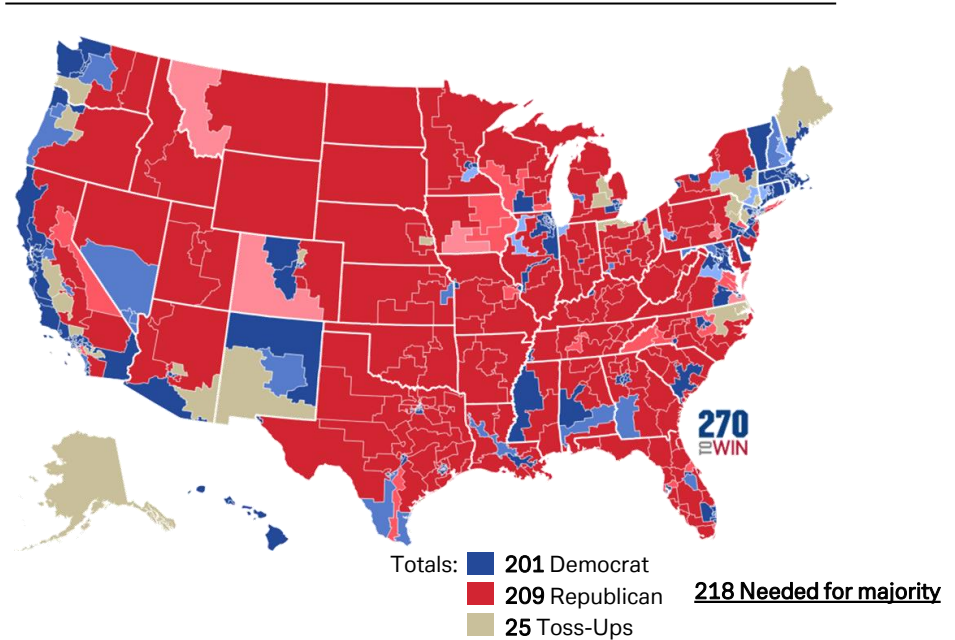 270
TO WIN
Totals:
201 Democrat
209 Republican
25 Toss-Ups
218 Needed for majority